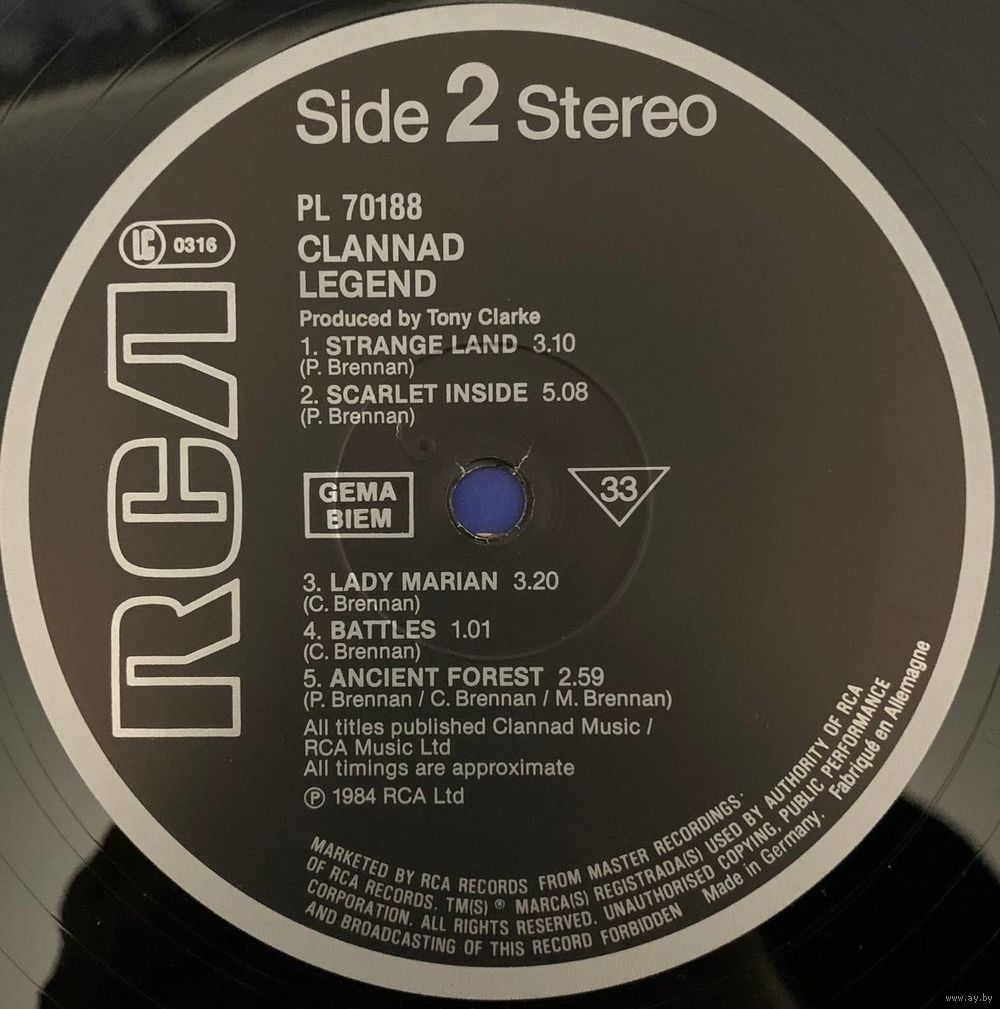 Side 2 Stereo
PL 70188
LC 0316
CLANNAD
LEGEND
Produced by Tony Clarke
1. STRANGE LAND 3.10
(P. Brennan)
2. SCARLET INSIDE 5.08
(P. Brennan)
RCA
GEMA
BIEM
33
3. LADY MARIAN 3.20
(C. Brennan)
4. BATTLES 1.01
(C. Brennan)
5. ANCIENT FOREST 2.59
(P. Brennan / C. Brennan / M. Brennan)
All titles published Clannad Music /
RCA Music Ltd
All timings are approximate
℗ 1984 RCA Ltd
MARKETED BY RCA RECORDS FROM MASTER RECORDINGS.
OF RCA RECORDS. TM(S) ® MARCA(S) REGISTRADA(S) USED BY AUTHORITY OF RCA
CORPORATION. ALL RIGHTS RESERVED. UNAUTHORISED COPYING, PUBLIC PERFORMANCE
AND BROADCASTING OF THIS RECORD FORBIDDEN Made in Germany. Fabriqué en Allemagne
www.ay.by